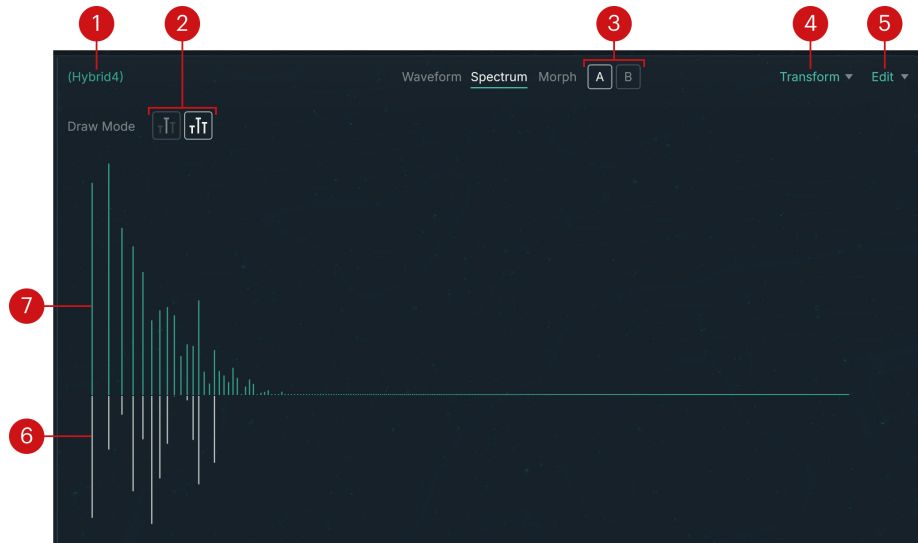 1 2 3 4 5
(Hybrid4) Waveform Spectrum Morph A B Transform Edit
Draw Mode
7
6